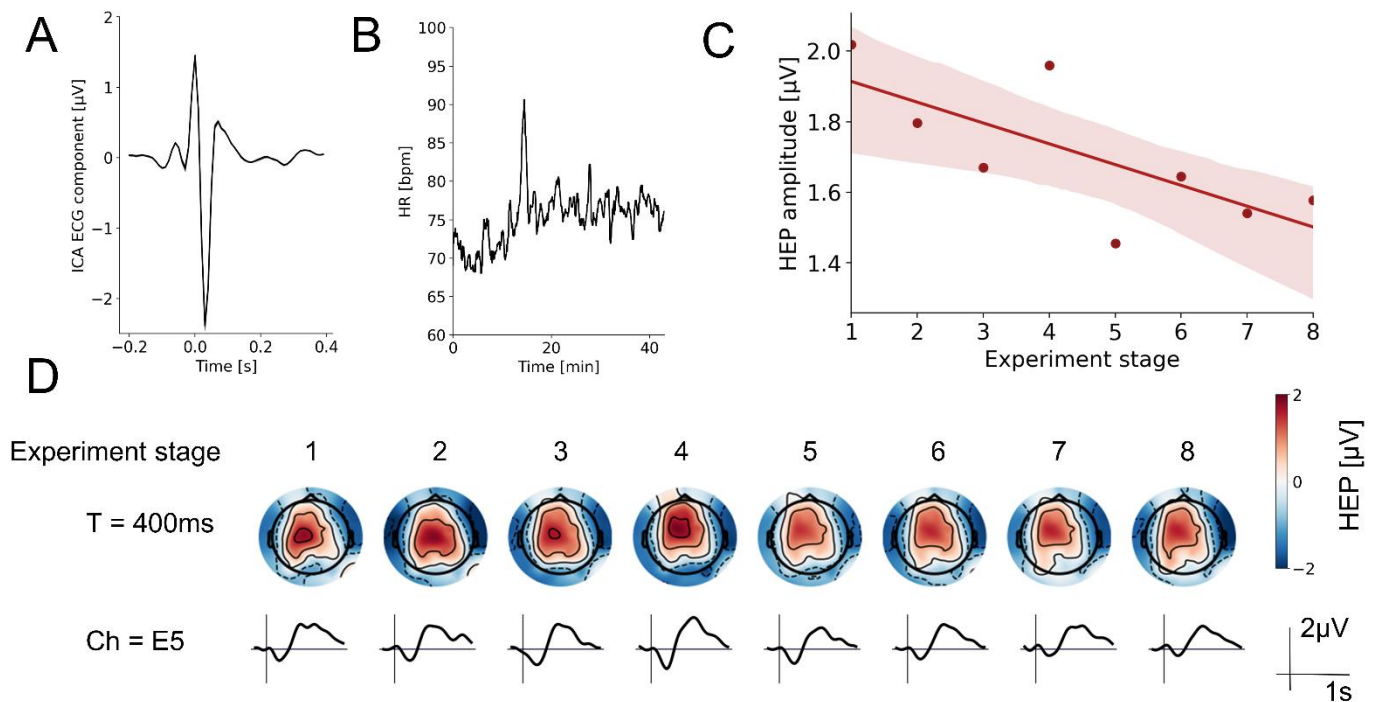 A
ICA ECG component [µV]
2
1
0
−1
−2
−0.2 0.0 0.2 0.4
Time [s]
B
HR [bpm]
100
95
90
85
80
75
70
65
60
0 20 40
Time [min]
C
HEP amplitude [µV]
2.0
1.8
1.6
1.4
1 2 3 4 5 6 7 8
Experiment stage
D
Experiment stage 1 2 3 4 5 6 7 8
T = 400ms
Ch = E5
2
0
−2
HEP [µV]
2µV
1s